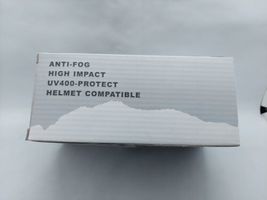 ANTI-FOG
HIGH IMPACT
UV400-PROTECT
HELMET COMPATIBLE